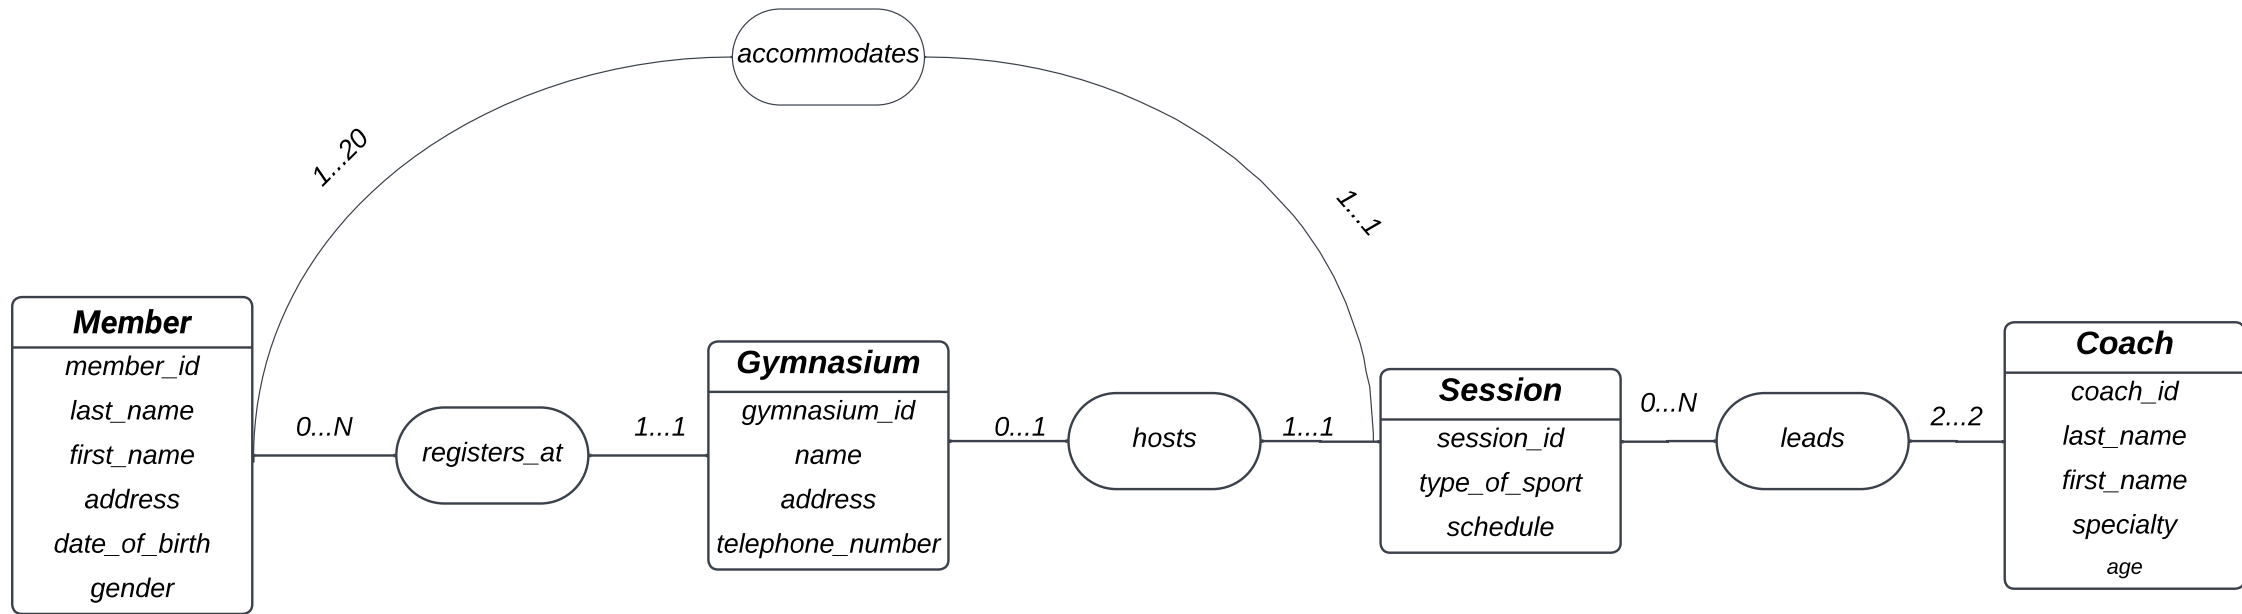 accommodates
1...20
1...1
Member
member_id
last_name
first_name
address
date_of_birth
gender
0...N
registers_at
1...1
Gymnasium
gymnasium_id
name
address
telephone_number
0...1
hosts
1...1
Session
session_id
type_of_sport
schedule
0...N
leads
2...2
Coach
coach_id
last_name
first_name
specialty
age